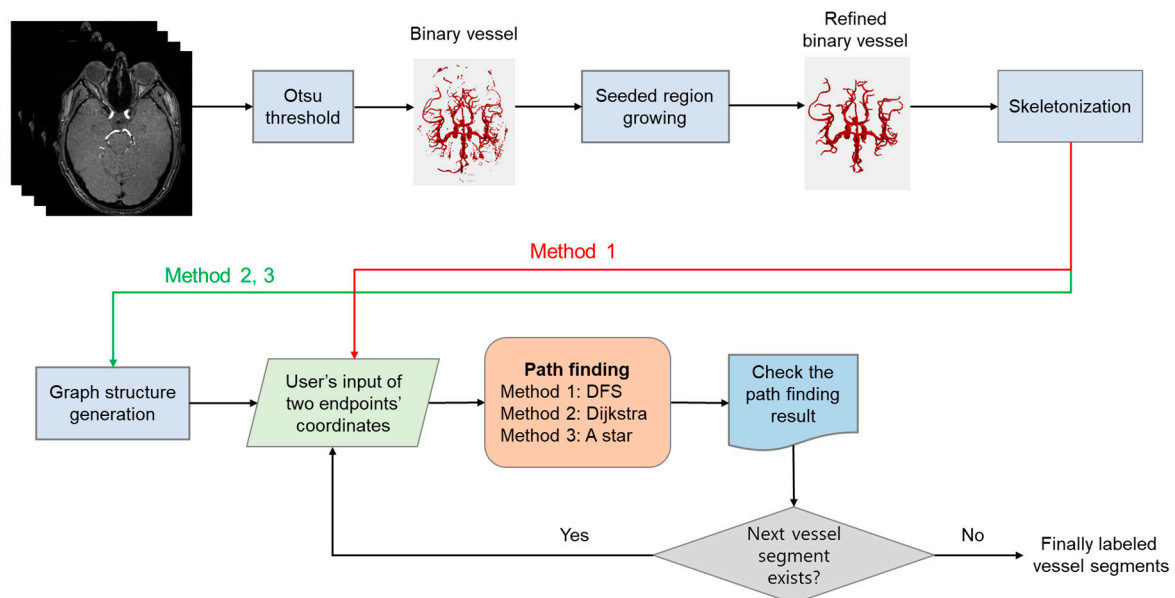 Binary vessel
Refined
binary vessel
Otsu
threshold
Seeded region
growing
Skeletonization
Method 1
Method 2, 3
Graph structure
generation
User's input of
two endpoints'
coordinates
Path finding
Method 1: DFS
Method 2: Dijkstra
Method 3: A star
Check the
path finding
result
Yes
Next vessel
segment
exists?
No
Finally labeled
vessel segments